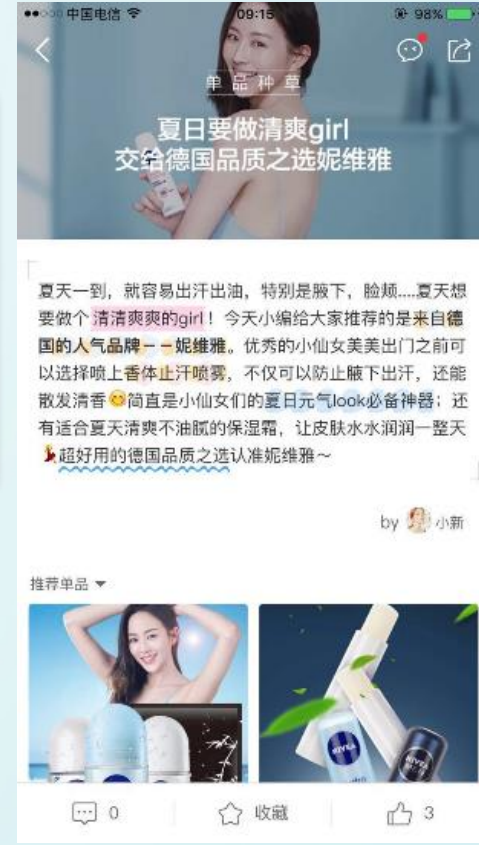 中国电信 09:15 98%
单品种草
夏日要做清爽girl
交给德国品质之选妮维雅
夏天一到，就容易出汗出油，特别是腋下，脸颊.....夏天想
要做个 清清爽爽的girl！今天小编给大家推荐的是来自德
国的人气品牌－－妮维雅。优秀的小仙女美美出门之前可
以选择喷上香体止汗喷雾，不仅可以防止腋下出汗，还能
散发清香😊简直是小仙女们的夏日元气look必备神器；还
有适合夏天清爽不油腻的保湿霜，让皮肤水水润润一整天
💃超好用的德国品质之选认准妮维雅～
by 小新
推荐单品
NIVEA
NIVEA
0 收藏 3